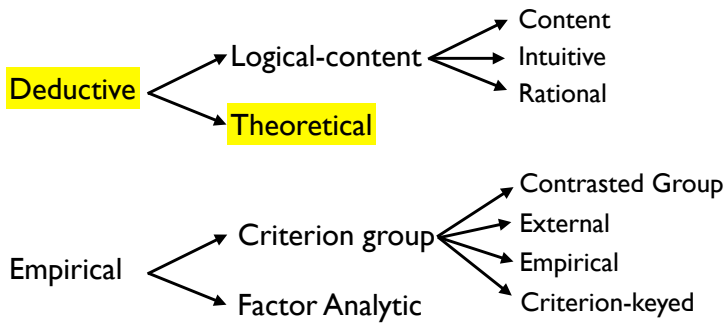 Deductive
Logical-content
Theoretical
Content
Intuitive
Rational
Empirical
Criterion group
Factor Analytic
Contrasted Group
External
Empirical
Criterion-keyed